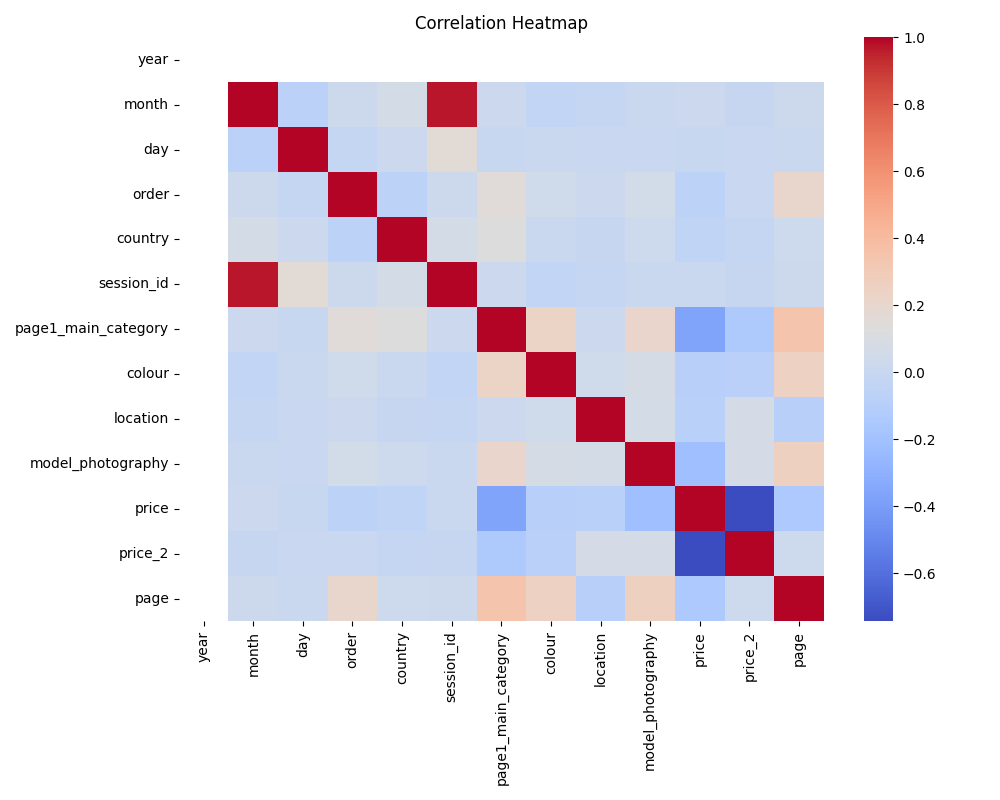 Correlation Heatmap
year
month
day
order
country
session_id
page1_main_category
colour
location
model_photography
price
price_2
page
year
month
day
order
country
session_id
page1_main_category
colour
location
model_photography
price
price_2
page
1.0
0.8
0.6
0.4
0.2
0.0
−0.2
−0.4
−0.6